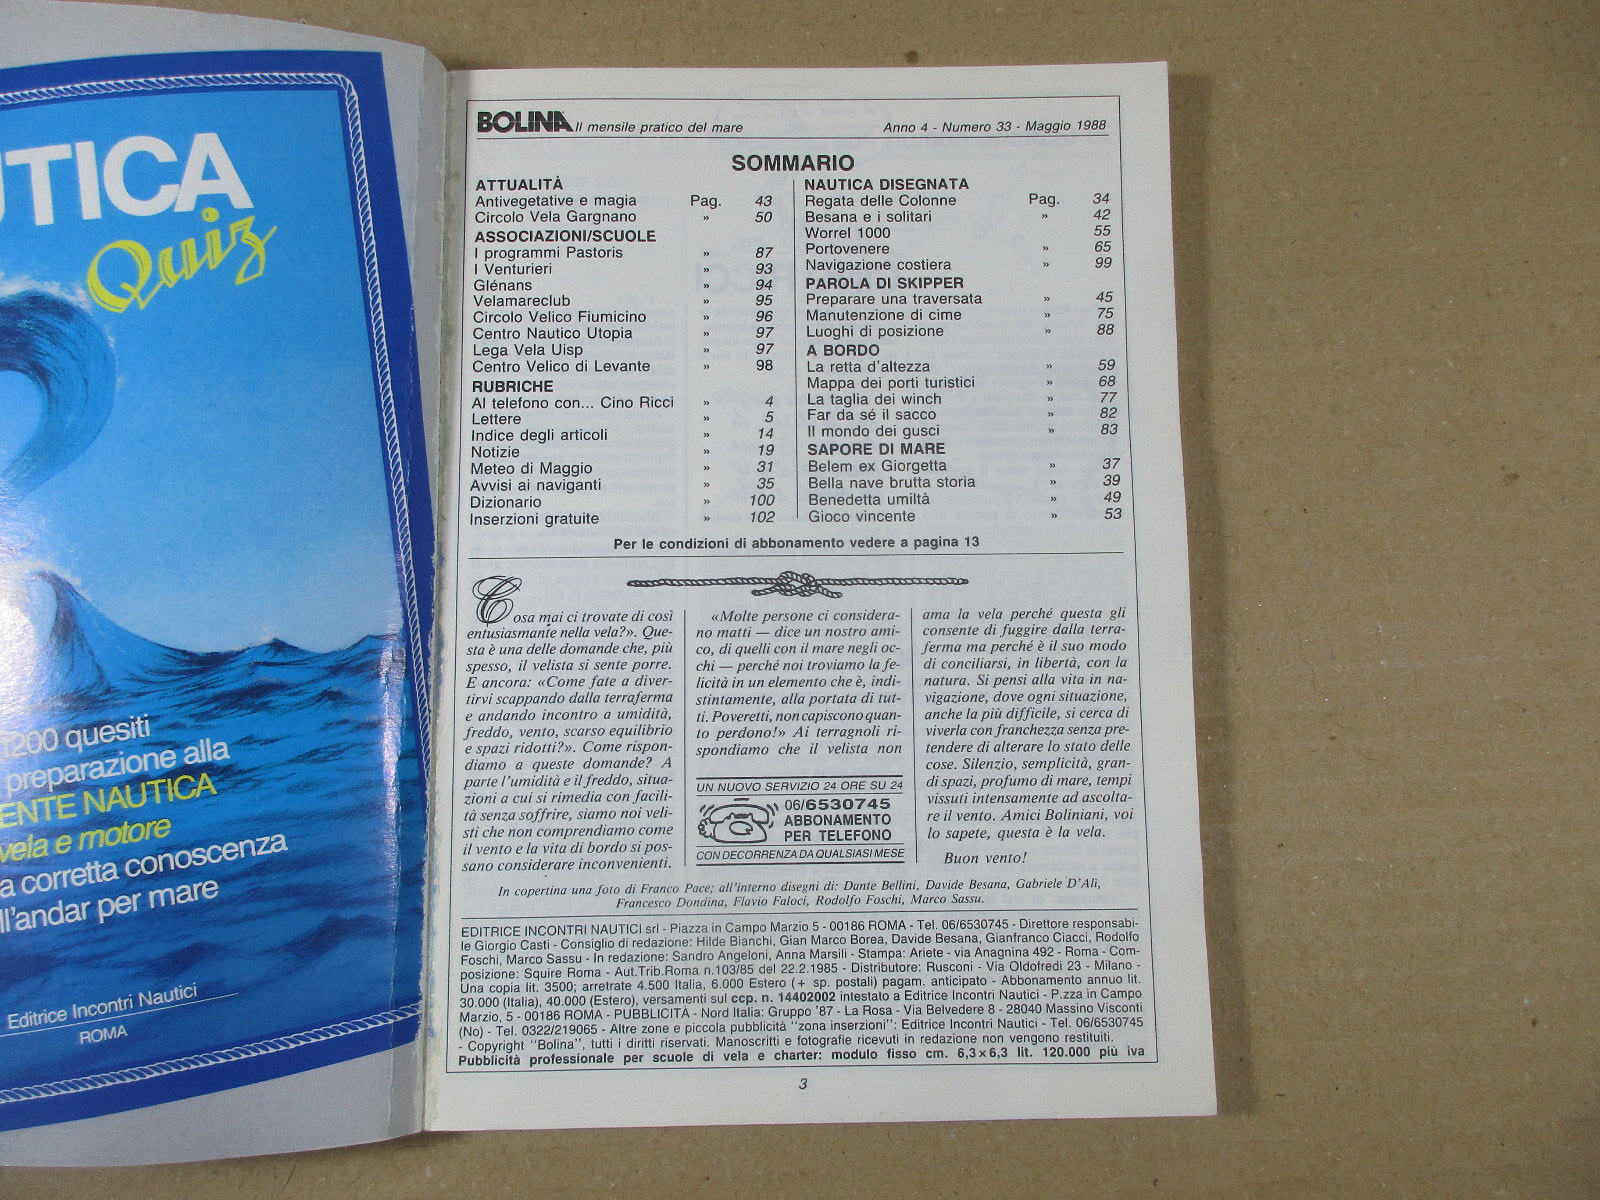 UTICA
Quiz
1200 quesiti
preparazione alla
ENTE NAUTICA
vela e motore
a corretta conoscenza
ll'andar per mare
Editrice Incontri Nautici
ROMA
BOLINA Il mensile pratico del mare Anno 4 - Numero 33 - Maggio 1988
SOMMARIO
ATTUALITÀ
Antivegetative e magia Pag. 43
Circolo Vela Gargnano » 50
ASSOCIAZIONI/SCUOLE
I programmi Pastoris » 87
I Venturieri » 93
Glénans » 94
Velamareclub » 95
Circolo Velico Fiumicino » 96
Centro Nautico Utopia » 97
Lega Vela Uisp » 97
Centro Velico di Levante » 98
RUBRICHE
Al telefono con... Cino Ricci » 4
Lettere » 5
Indice degli articoli » 14
Notizie » 19
Meteo di Maggio » 31
Avvisi ai naviganti » 35
Dizionario » 100
Inserzioni gratuite » 102
NAUTICA DISEGNATA
Regata delle Colonne Pag. 34
Besana e i solitari » 42
Worrel 1000 55
Portovenere » 65
Navigazione costiera » 99
PAROLA DI SKIPPER
Preparare una traversata » 45
Manutenzione di cime » 75
Luoghi di posizione » 88
A BORDO
La retta d'altezza » 59
Mappa dei porti turistici » 68
La taglia dei winch » 77
Far da sé il sacco » 82
Il mondo dei gusci » 83
SAPORE DI MARE
Belem ex Giorgetta » 37
Bella nave brutta storia » 39
Benedetta umiltà » 49
Gioco vincente » 53
Per le condizioni di abbonamento vedere a pagina 13
Cosa mai ci trovate di così
entusiasmante nella vela?». Que-
sta è una delle domande che, più
spesso, il velista si sente porre.
E ancora: «Come fate a diver-
tirvi scappando dalla terraferma
e andando incontro a umidità,
freddo, vento, scarso equilibrio
e spazi ridotti?». Come rispon-
diamo a queste domande? A
parte l'umidità e il freddo, situa-
zioni a cui si rimedia con facili-
tà senza soffrire, siamo noi veli-
sti che non comprendiamo come
il vento e la vita di bordo si pos-
sano considerare inconvenienti.
«Molte persone ci considera-
no matti — dice un nostro ami-
co, di quelli con il mare negli oc-
chi — perché noi troviamo la fe-
licità in un elemento che è, indi-
stintamente, alla portata di tut-
ti. Poveretti, non capiscono quan-
to perdono!» Ai terragnoli ri-
spondiamo che il velista non
UN NUOVO SERVIZIO 24 ORE SU 24
06/6530745
ABBONAMENTO
PER TELEFONO
CON DECORRENZA DA QUALSIASI MESE
ama la vela perché questa gli
consente di fuggire dalla terra-
ferma ma perché è il suo modo
di conciliarsi, in libertà, con la
natura. Si pensi alla vita in na-
vigazione, dove ogni situazione,
anche la più difficile, si cerca di
viverla con franchezza senza pre-
tendere di alterare lo stato delle
cose. Silenzio, semplicità, gran-
di spazi, profumo di mare, tempi
vissuti intensamente ad ascolta-
re il vento. Amici Boliniani, voi
lo sapete, questa è la vela.
Buon vento!
In copertina una foto di Franco Pace; all'interno disegni di: Dante Bellini, Davide Besana, Gabriele D'Alì,
Francesco Dondina, Flavio Faloci, Rodolfo Foschi, Marco Sassu.
EDITRICE INCONTRI NAUTICI srl - Piazza in Campo Marzio 5 - 00186 ROMA - Tel. 06/6530745 - Direttore responsabi-
le Giorgio Casti - Consiglio di redazione: Hilde Bianchi, Gian Marco Borea, Davide Besana, Gianfranco Ciacci, Rodolfo
Foschi, Marco Sassu - In redazione: Sandro Angeloni, Anna Marsili - Stampa: Ariete - via Anagnina 492 - Roma - Com-
posizione: Squire Roma - Aut.Trib.Roma n.103/85 del 22.2.1985 - Distributore: Rusconi - Via Oldofredi 23 - Milano -
Una copia lit. 3500; arretrate 4.500 Italia, 6.000 Estero (+ sp. postali) pagam. anticipato - Abbonamento annuo lit.
30.000 (Italia), 40.000 (Estero), versamenti sul ccp. n. 14402002 intestato a Editrice Incontri Nautici - P.zza in Campo
Marzio, 5 - 00186 ROMA - PUBBLICITÀ - Nord Italia: Gruppo '87 - La Rosa - Via Belvedere 8 - 28040 Massino Visconti
(No) - Tel. 0322/219065 - Altre zone e piccola pubblicità "zona inserzioni": Editrice Incontri Nautici - Tel. 06/6530745
- Copyright "Bolina", tutti i diritti riservati. Manoscritti e fotografie ricevuti in redazione non vengono restituiti.
Pubblicità professionale per scuole di vela e charter: modulo fisso cm. 6,3×6,3 lit. 120.000 più iva
3